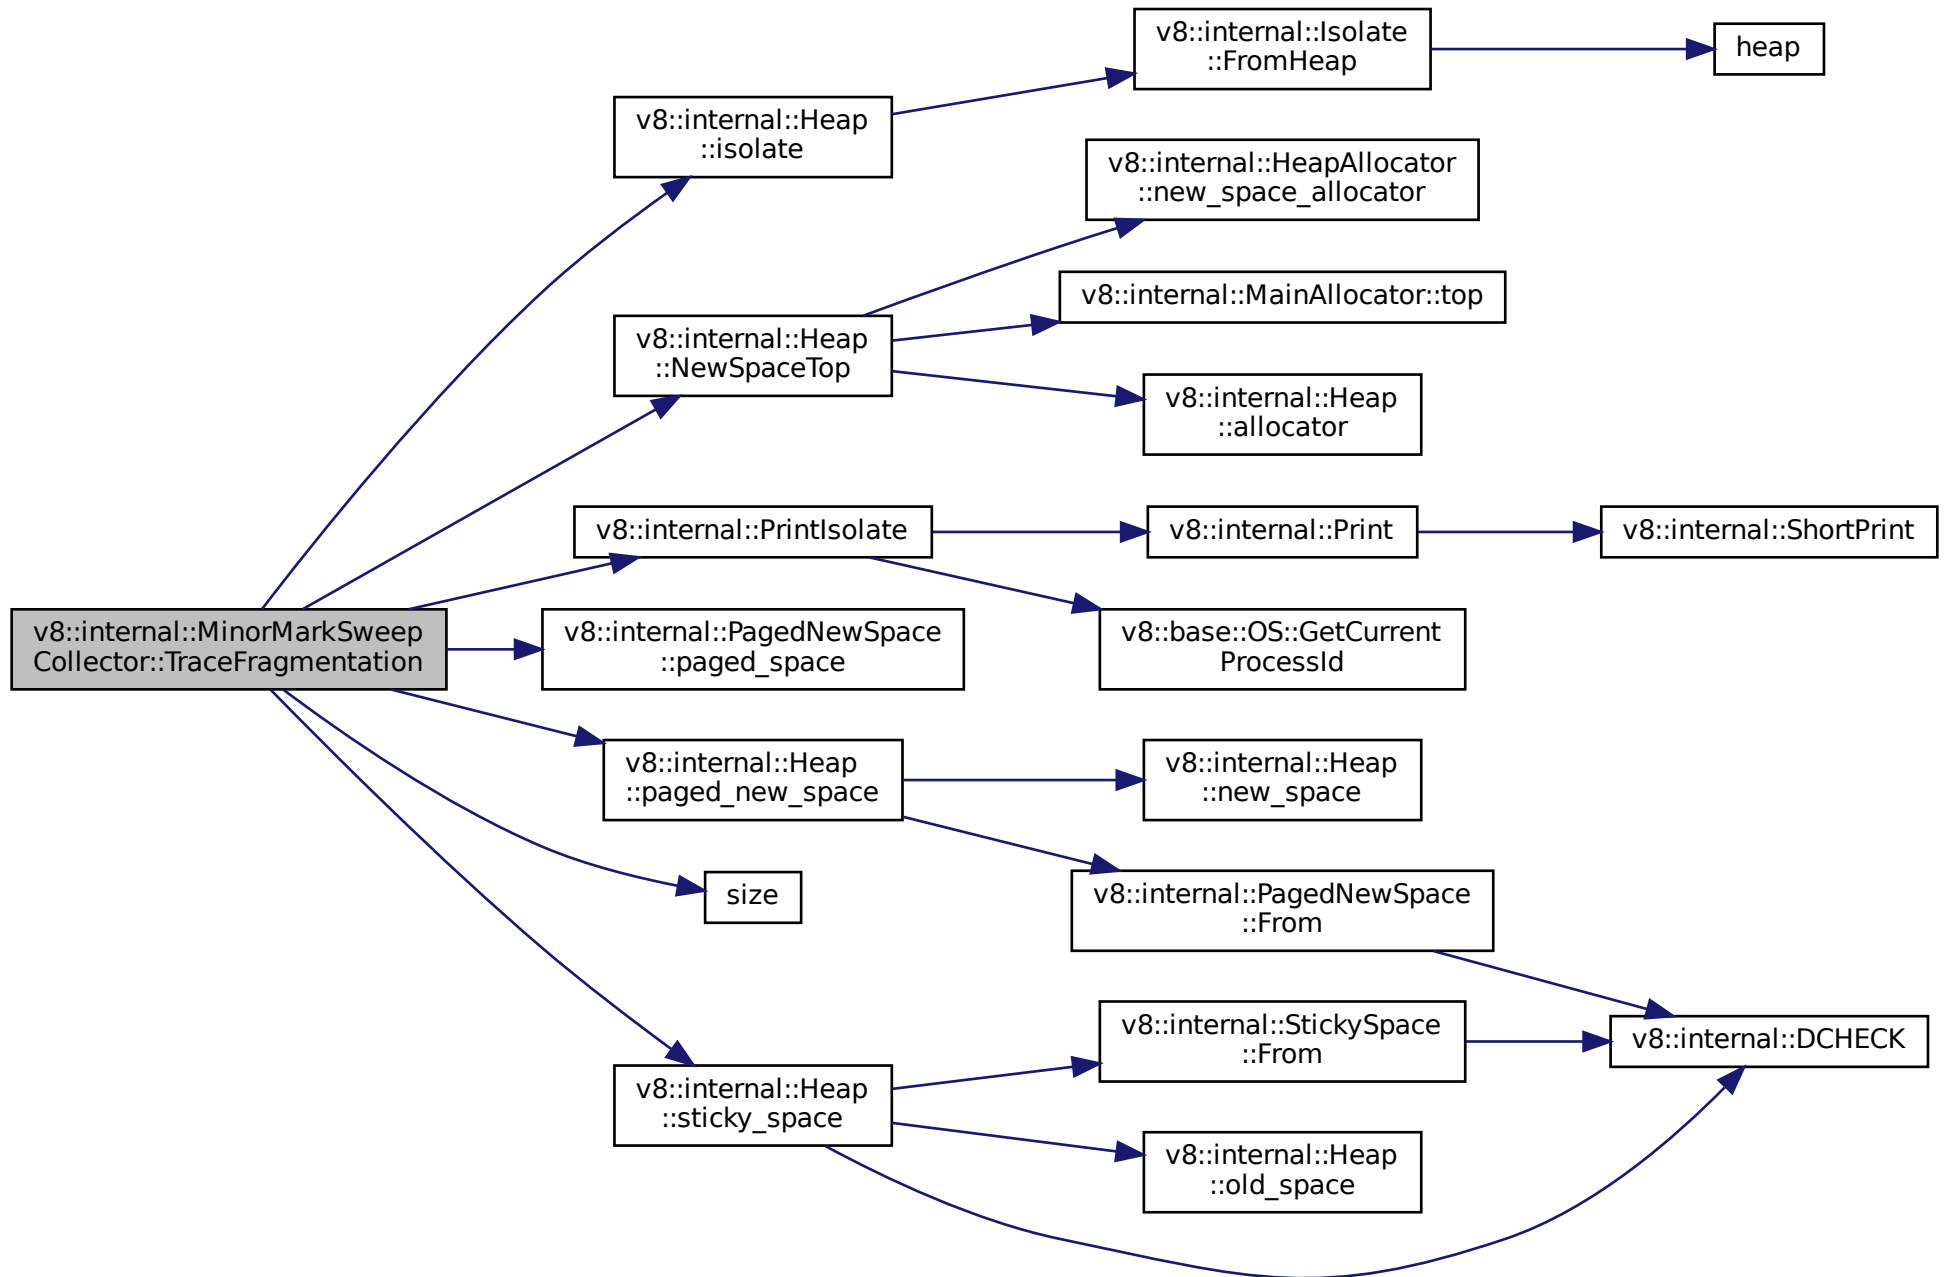 v8::internal::MinorMarkSweep
Collector::TraceFragmentation
v8::internal::Heap
::isolate
v8::internal::Isolate
::FromHeap
heap
v8::internal::Heap
::NewSpaceTop
v8::internal::HeapAllocator
::new_space_allocator
v8::internal::MainAllocator::top
v8::internal::Heap
::allocator
v8::internal::PrintIsolate
v8::internal::Print
v8::internal::ShortPrint
v8::base::OS::GetCurrent
ProcessId
v8::internal::PagedNewSpace
::paged_space
v8::internal::Heap
::paged_new_space
v8::internal::Heap
::new_space
v8::internal::PagedNewSpace
::From
v8::internal::DCHECK
size
v8::internal::Heap
::sticky_space
v8::internal::StickySpace
::From
v8::internal::Heap
::old_space